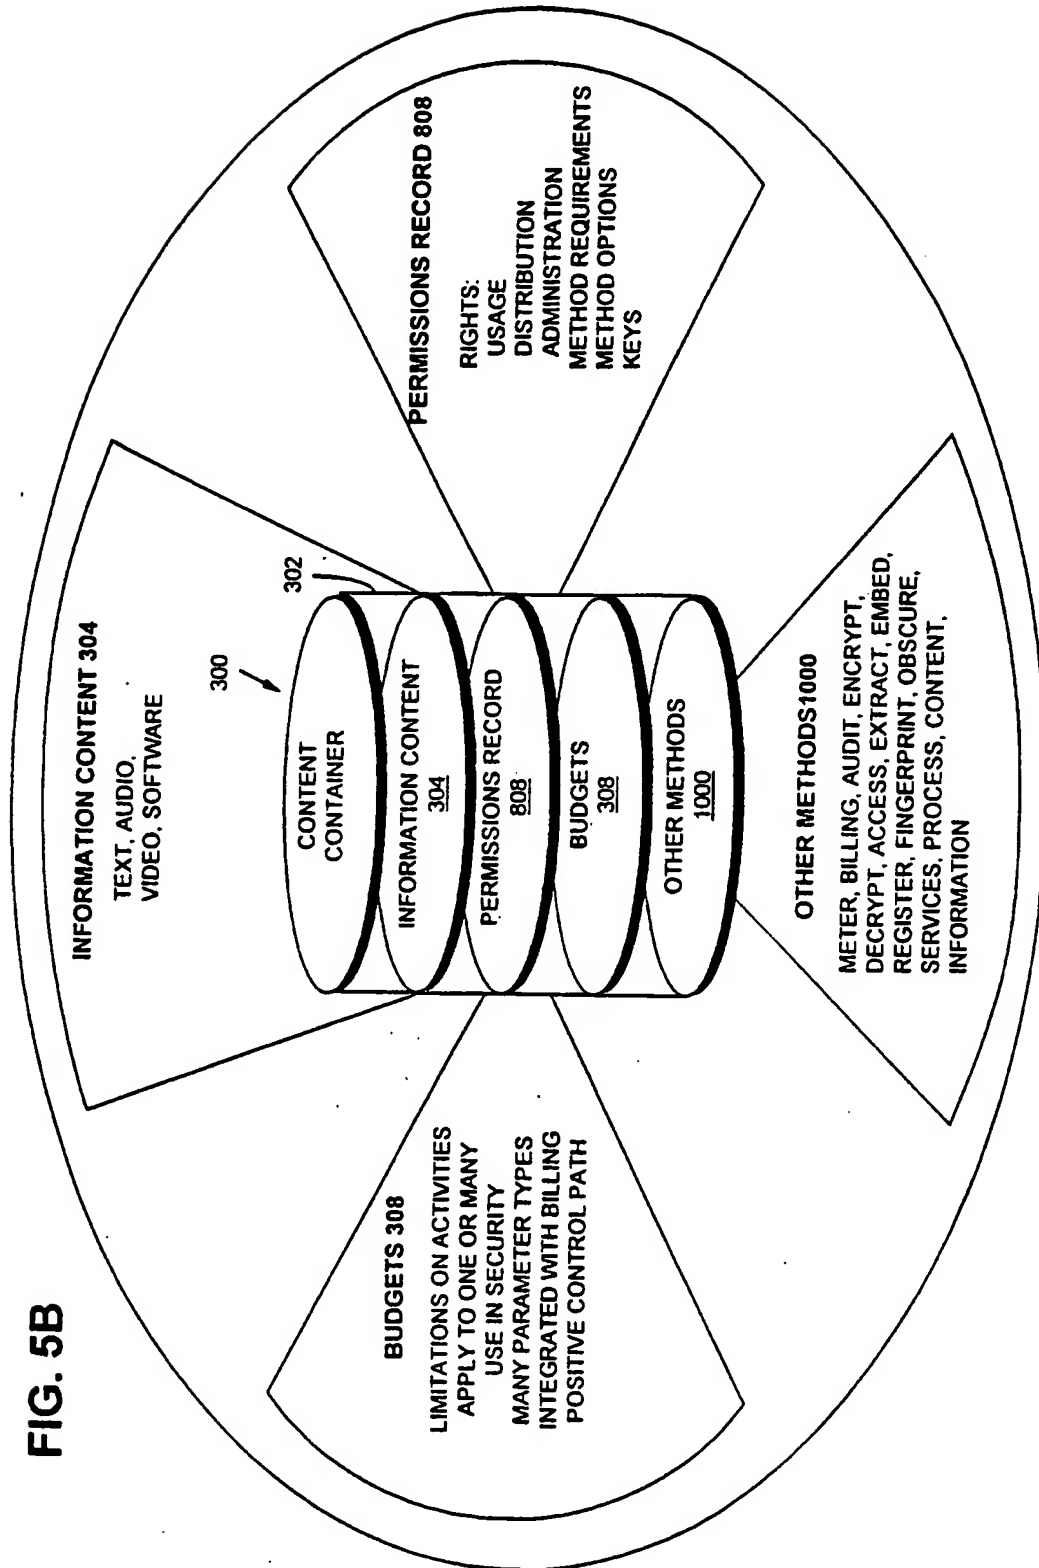 FIG. 5B
INFORMATION CONTENT 304
TEXT, AUDIO,
VIDEO, SOFTWARE
BUDGETS 308
LIMITATIONS ON ACTIVITIES
APPLY TO ONE OR MANY
USE IN SECURITY
MANY PARAMETER TYPES
INTEGRATED WITH BILLING
POSITIVE CONTROL PATH
300
302
CONTENT
CONTAINER
INFORMATION CONTENT
304
PERMISSIONS RECORD
808
BUDGETS
308
OTHER METHODS
1000
PERMISSIONS RECORD 808
RIGHTS:
USAGE
DISTRIBUTION
ADMINISTRATION
METHOD REQUIREMENTS
METHOD OPTIONS
KEYS
OTHER METHODS1000
METER, BILLING, AUDIT, ENCRYPT,
DECRYPT, ACCESS, EXTRACT, EMBED,
REGISTER, FINGERPRINT, OBSCURE,
SERVICES, PROCESS, CONTENT,
INFORMATION